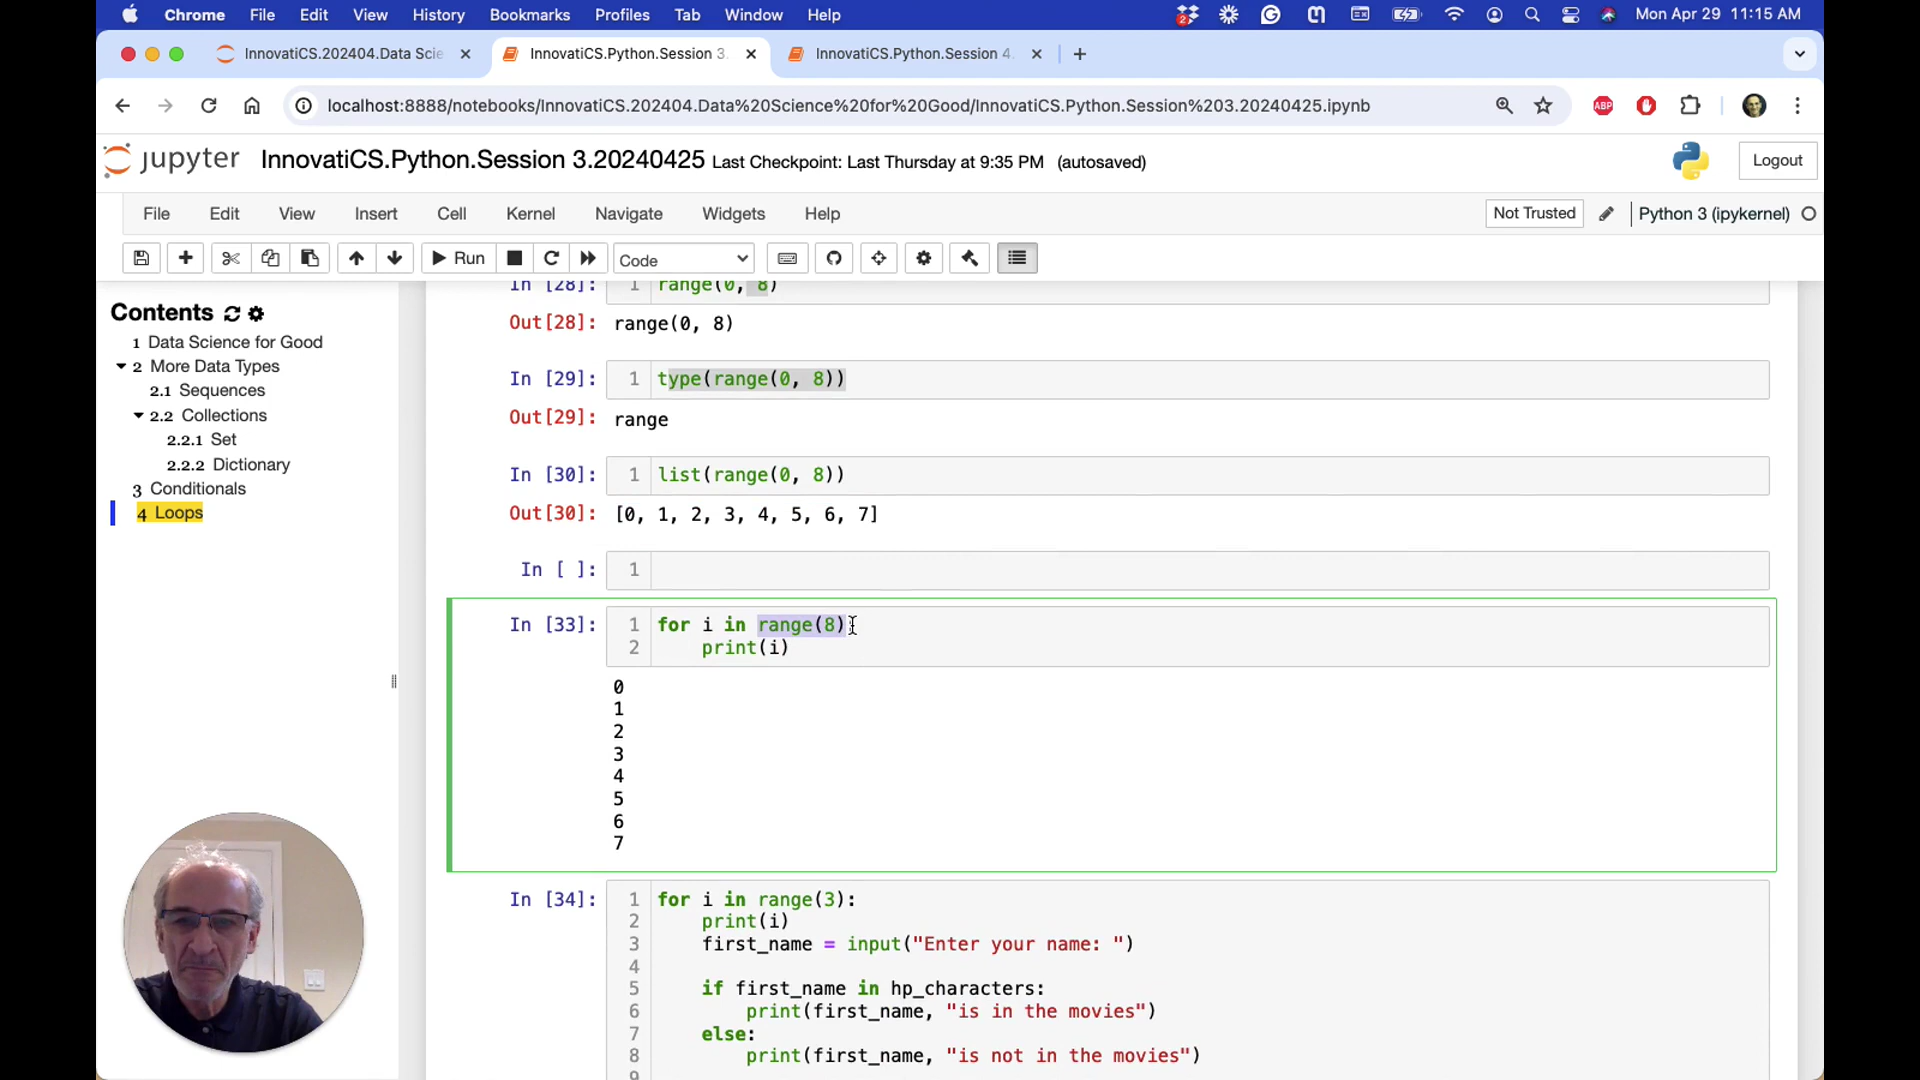 Chrome File Edit View History Bookmarks Profiles Tab Window Help 2 Mon Apr 29 11:15 AM
InnovatiCS.202404.Data Scie InnovatiCS.Python.Session 3. InnovatiCS.Python.Session 4.
localhost:8888/notebooks/InnovatiCS.202404.Data%20Science%20for%20Good/InnovatiCS.Python.Session%203.20240425.ipynb ABP
jupyter InnovatiCS.Python.Session 3.20240425 Last Checkpoint: Last Thursday at 9:35 PM (autosaved) Logout
File Edit View Insert Cell Kernel Navigate Widgets Help Not Trusted Python 3 (ipykernel)
Run Code
Contents
1 Data Science for Good
2 More Data Types
2.1 Sequences
2.2 Collections
2.2.1 Set
2.2.2 Dictionary
3 Conditionals
4 Loops
In [28]: 1 range(0, 8)
Out[28]: range(0, 8)
In [29]: 1 type(range(0, 8))
Out[29]: range
In [30]: 1 list(range(0, 8))
Out[30]: [0, 1, 2, 3, 4, 5, 6, 7]
In [ ]: 1
In [33]: 1 for i in range(8):
2 print(i)
0
1
2
3
4
5
6
7
In [34]: 1 for i in range(3):
2 print(i)
3 first_name = input("Enter your name: ")
4
5 if first_name in hp_characters:
6 print(first_name, "is in the movies")
7 else:
8 print(first_name, "is not in the movies")
9